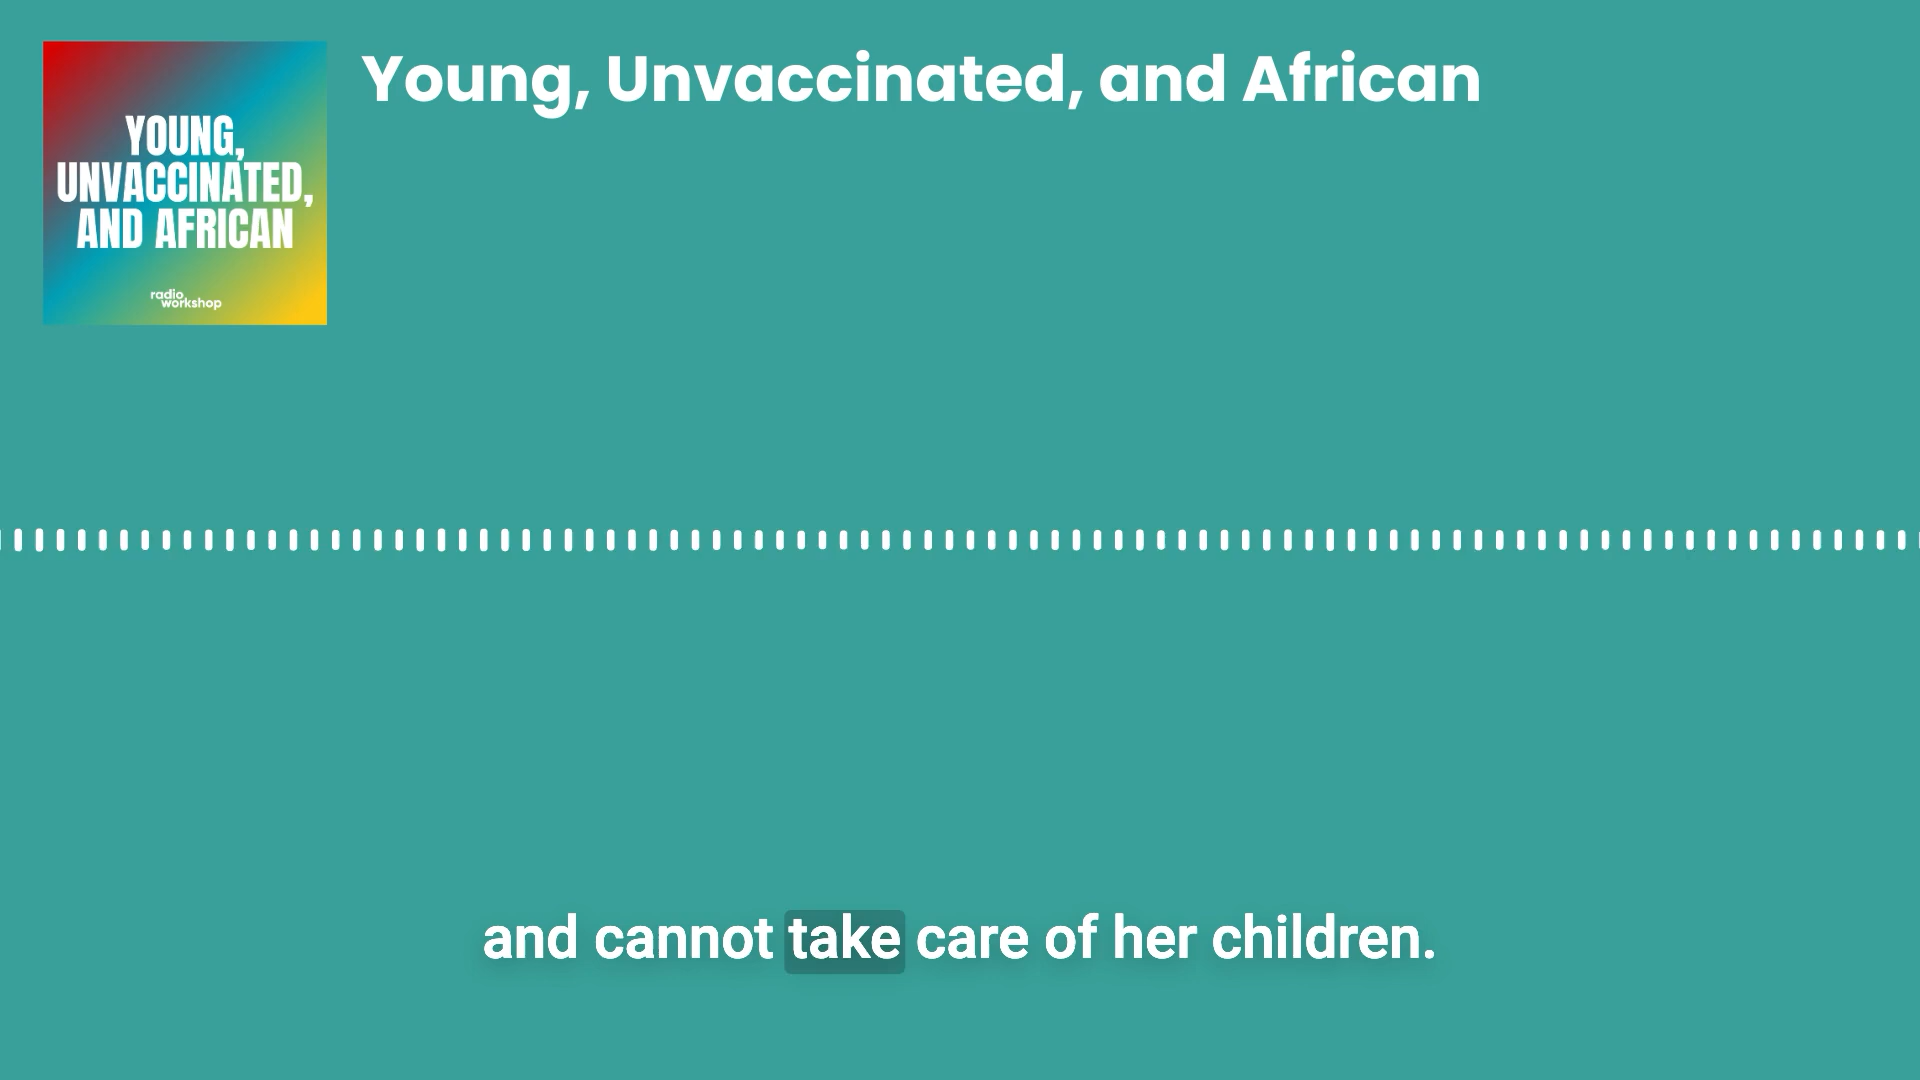 Young, Unvaccinated, and African
YOUNG,
UNVACCINATED,
AND AFRICAN
radio
workshop
and cannot take care of her children.